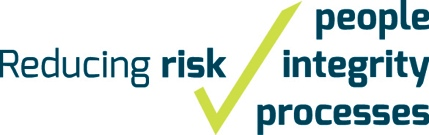 Reducing risk
people
integrity
processes